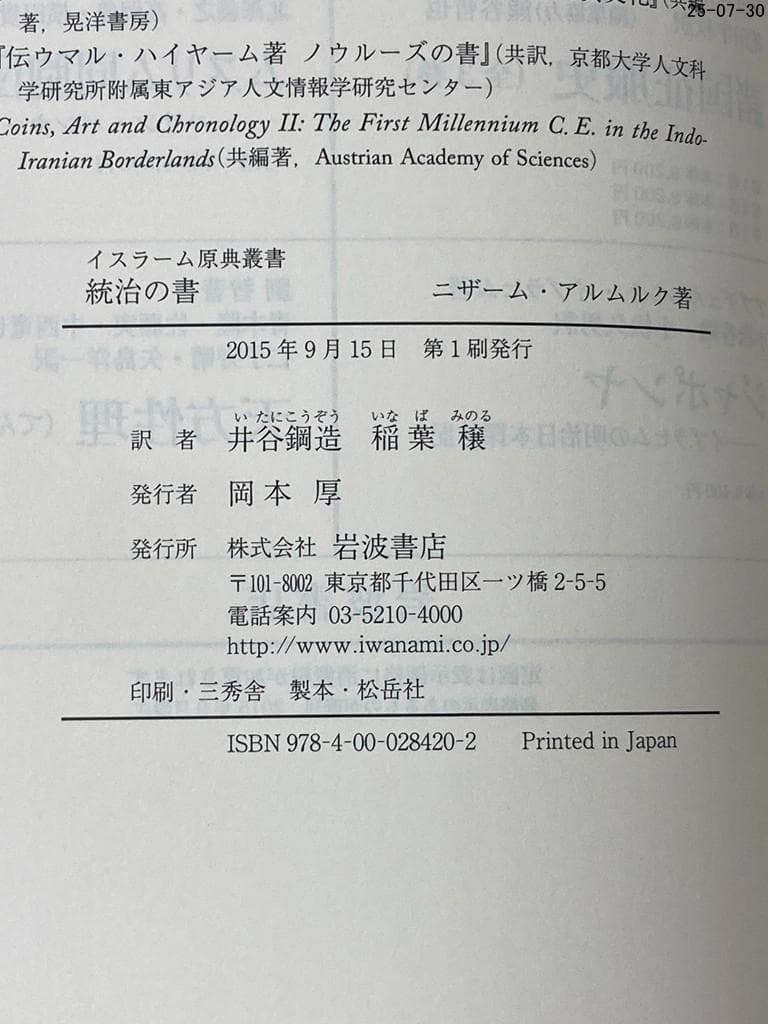 25-07-30
著，晃洋書房）
『伝ウマル・ハイヤーム著 ノウルーズの書』（共訳，京都大学人文科
学研究所附属東アジア人文情報学研究センター）
Coins, Art and Chronology II: The First Millennium C. E. in the Indo-
Iranian Borderlands（共編著，Austrian Academy of Sciences）
イスラーム原典叢書
統治の書 ニザーム・アルムルク著
2015年9月15日 第1刷発行
い たにこうぞう いな ば みのる
訳 者 井谷鋼造 稲葉 穣
発行者 岡本 厚
発行所 株式会社 岩波書店
〒101-8002 東京都千代田区一ツ橋2-5-5
電話案内 03-5210-4000
http://www.iwanami.co.jp/
印刷・三秀舎 製本・松岳社
ISBN 978-4-00-028420-2 Printed in Japan